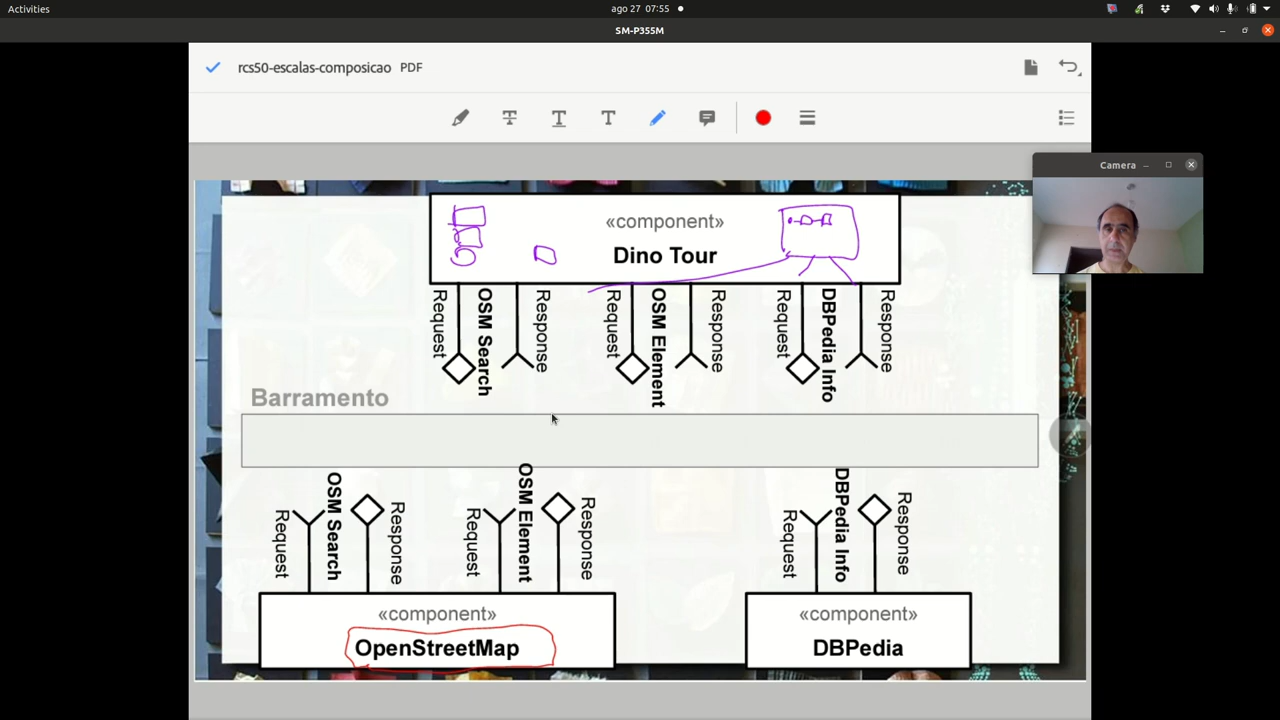 Activities
ago 27 07:55
SM-P355M
rcs50-escalas-composicao PDF
Camera
«component»
Dino Tour
Request
OSM Search
Response
Request
OSM Element
Response
Request
DBPedia Info
Response
Barramento
Request
OSM Search
Response
Request
OSM Element
Response
Request
DBPedia Info
Response
«component»
OpenStreetMap
«component»
DBPedia